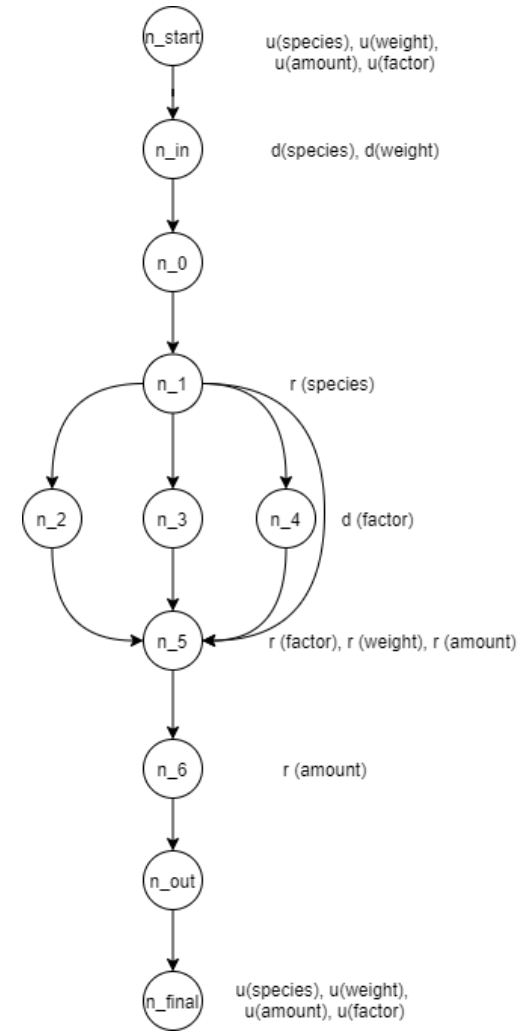 n_start
u(species), u(weight),
u(amount), u(factor)
n_in
d(species), d(weight)
n_0
n_1
r (species)
n_2
n_3
n_4
d (factor)
n_5
r (factor), r (weight), r (amount)
n_6
r (amount)
n_out
n_final
u(species), u(weight),
u(amount), u(factor)